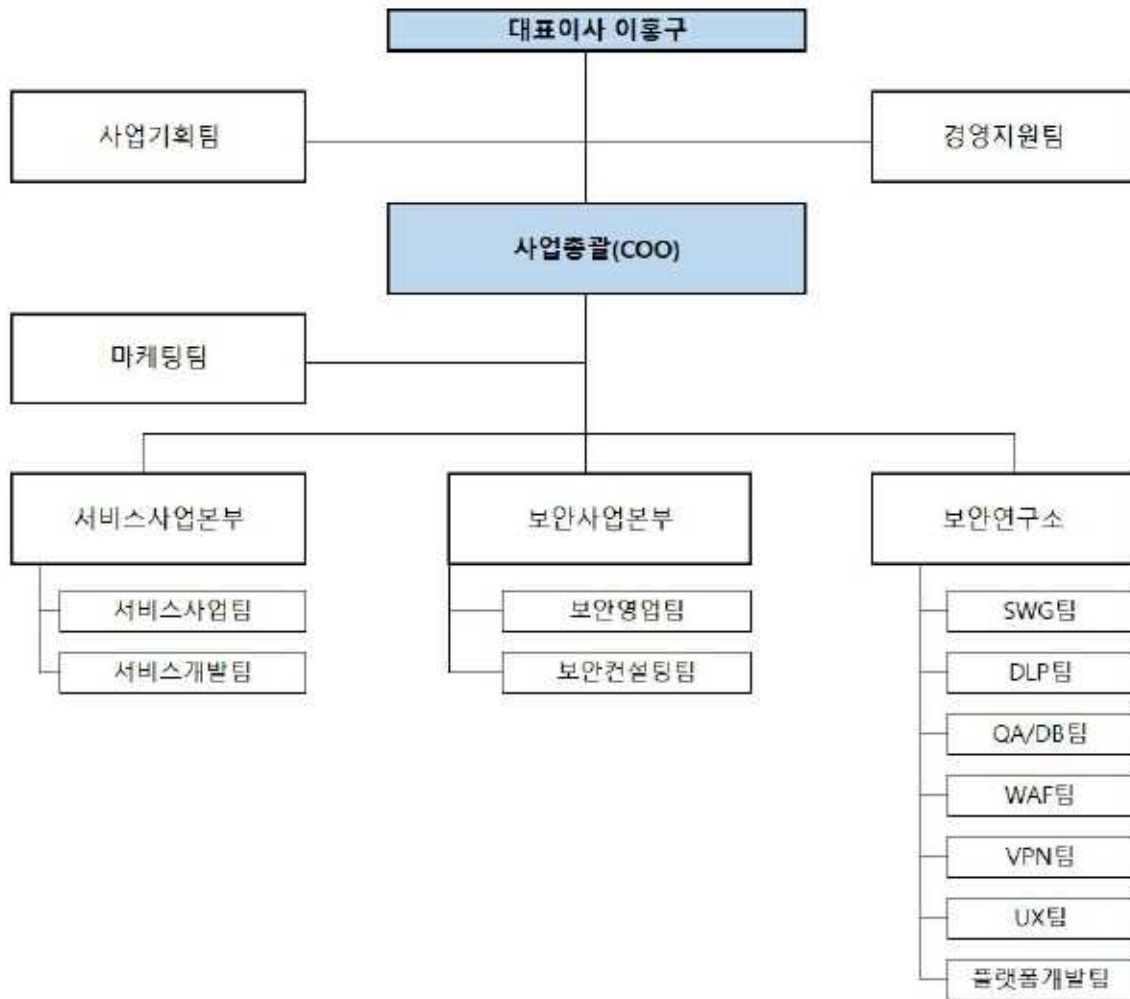 대표이사 이홍구
사업기획팀
경영지원팀
사업총괄(COO)
마케팅팀
서비스사업본부
보안사업본부
보안연구소
서비스사업팀
보안영업팀
SWG팀
서비스개발팀
보안컨설팅팀
DLP팀
QA/DB팀
WAF팀
VPN팀
UX팀
플랫폼개발팀